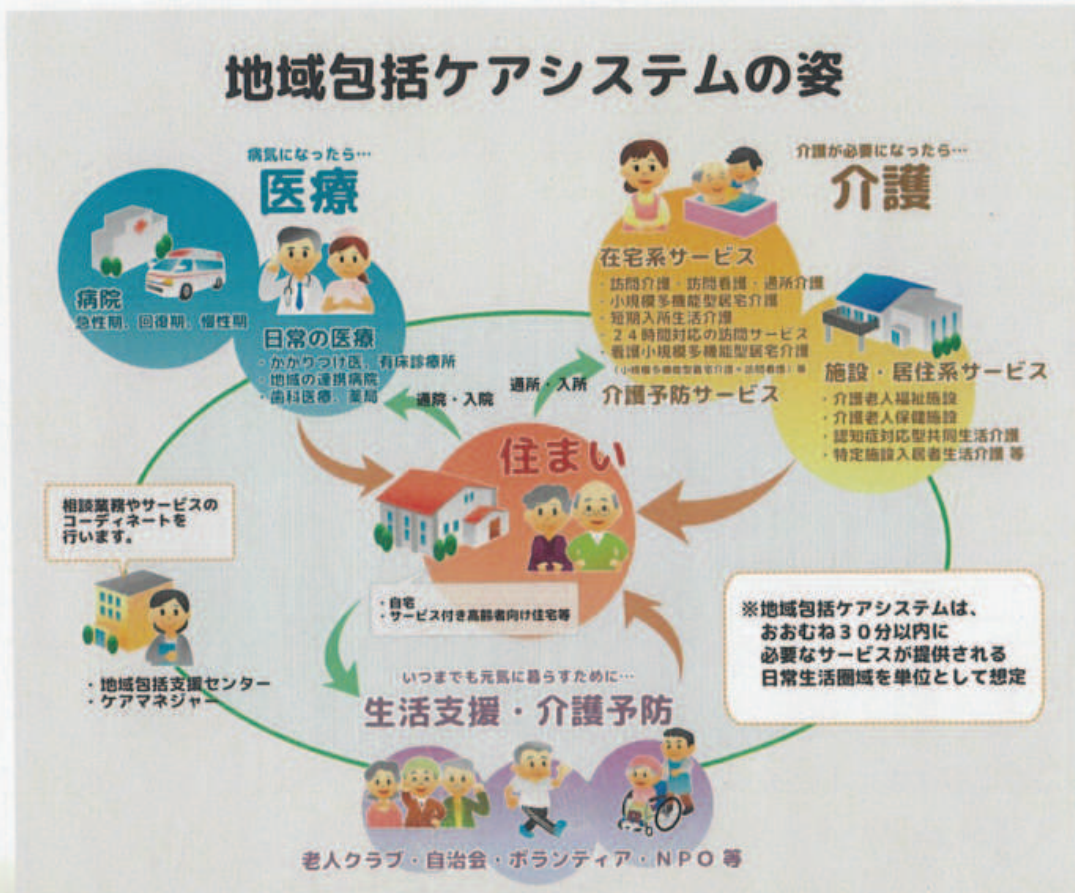 地域包括ケアシステムの姿
病気になったら…
医療
病院
急性期、回復期、慢性期
日常の医療
・かかりつけ医、有床診療所
・地域の連携病院
・歯科医療、薬局
介護が必要になったら…
介護
在宅系サービス
・訪問介護・訪問看護・通所介護
・小規模多機能型居宅介護
・短期入所生活介護
・24時間対応の訪問サービス
・看護小規模多機能型居宅介護
(小規模多機能型居宅介護+訪問看護)等
介護予防サービス
施設・居住系サービス
・介護老人福祉施設
・介護老人保健施設
・認知症対応型共同生活介護
・特定施設入居者生活介護 等
通院・入院
通所・入所
住まい
・自宅
・サービス付き高齢者向け住宅等
相談業務やサービスの
コーディネートを
行います。
・地域包括支援センター
・ケアマネジャー
※地域包括ケアシステムは、
おおむね30分以内に
必要なサービスが提供される
日常生活圏域を単位として想定
いつまでも元気に暮らすために…
生活支援・介護予防
老人クラブ・自治会・ボランティア・NPO 等